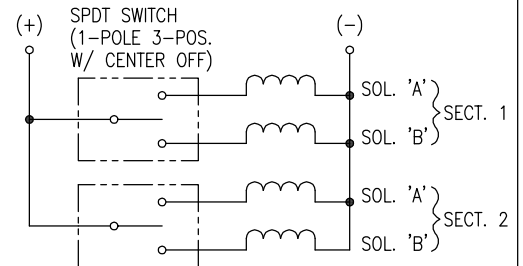 (+)
SPDT SWITCH
(1-POLE 3-POS.
W/ CENTER OFF)
(-)
SOL. 'A'
SOL. 'B'
SECT. 1
SOL. 'A'
SOL. 'B'
SECT. 2